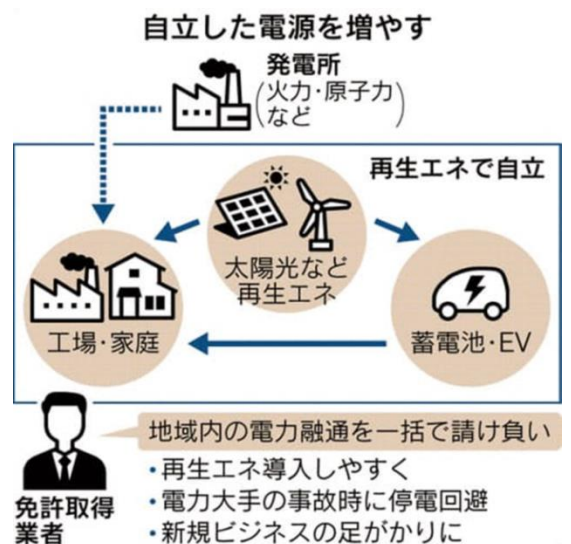 自立した電源を増やす
発電所
(火力・原子力
など)
再生エネで自立
太陽光など
再生エネ
工場・家庭
蓄電池・EV
免許取得
業者
地域内の電力融通を一括で請け負い
・再生エネ導入しやすく
・電力大手の事故時に停電回避
・新規ビジネスの足がかりに